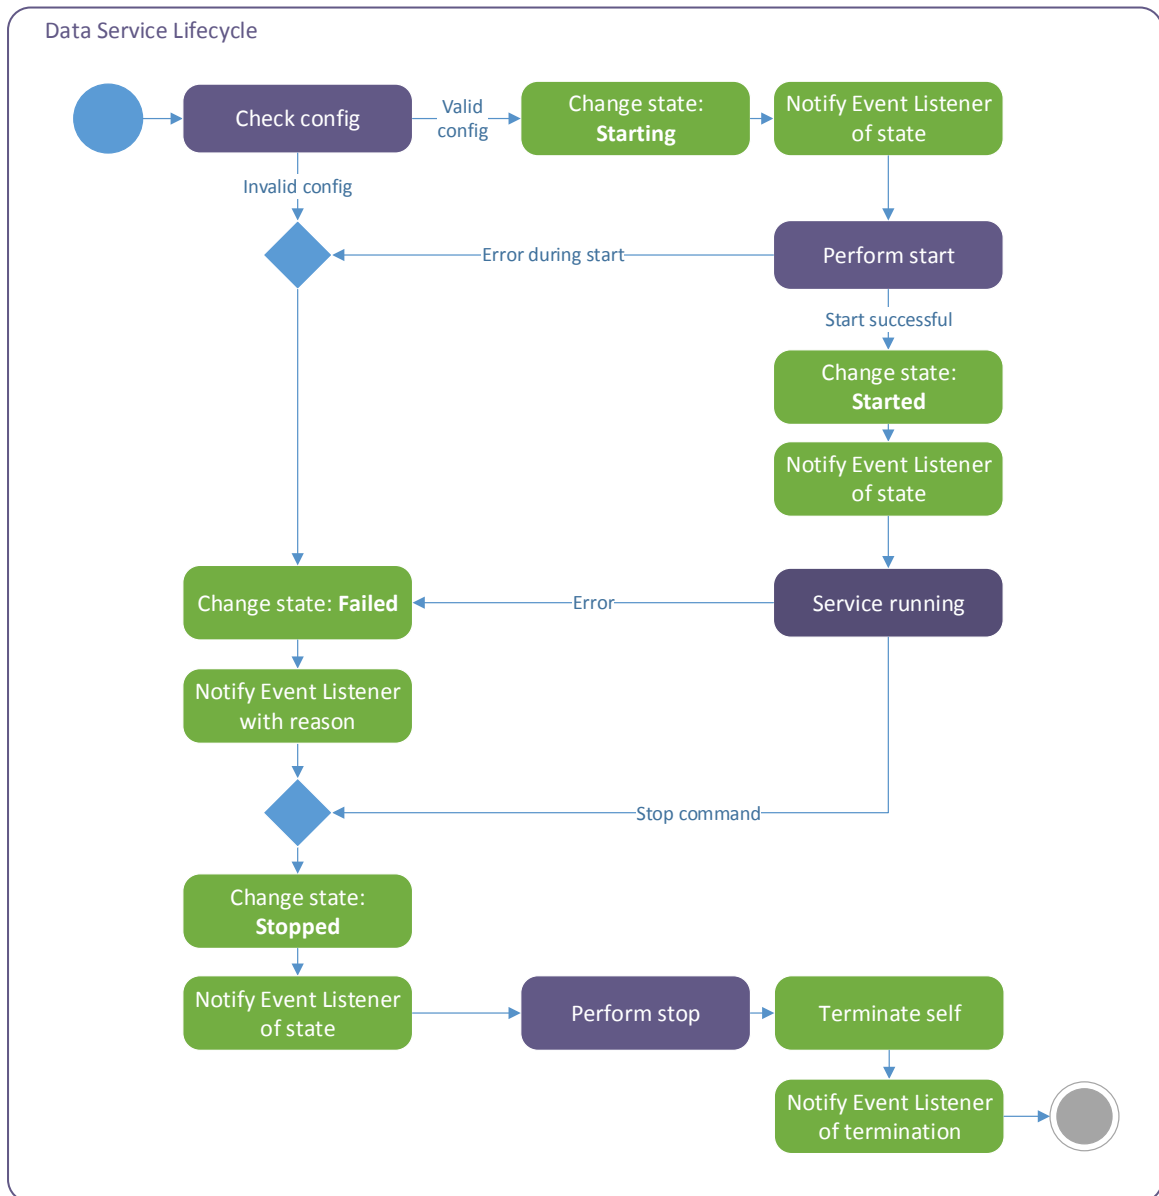 Data Service Lifecycle
Check config
Valid
config
Change state:
Starting
Notify Event Listener
of state
Invalid config
Error during start
Perform start
Start successful
Change state:
Started
Notify Event Listener
of state
Change state: Failed
Error
Service running
Notify Event Listener
with reason
Stop command
Change state:
Stopped
Notify Event Listener
of state
Perform stop
Terminate self
Notify Event Listener
of termination